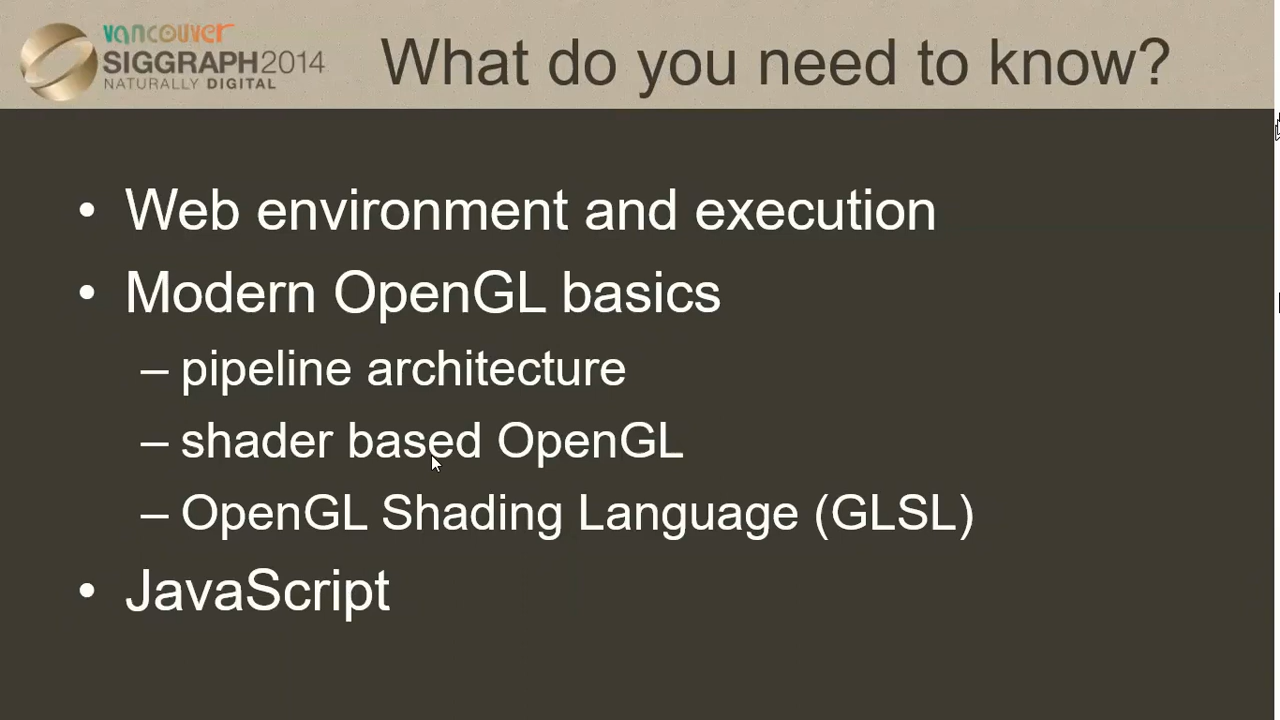 vancouver
SIGGRAPH2014
NATURALLY DIGITAL
What do you need to know?
• Web environment and execution
• Modern OpenGL basics
– pipeline architecture
– shader based OpenGL
– OpenGL Shading Language (GLSL)
• JavaScript